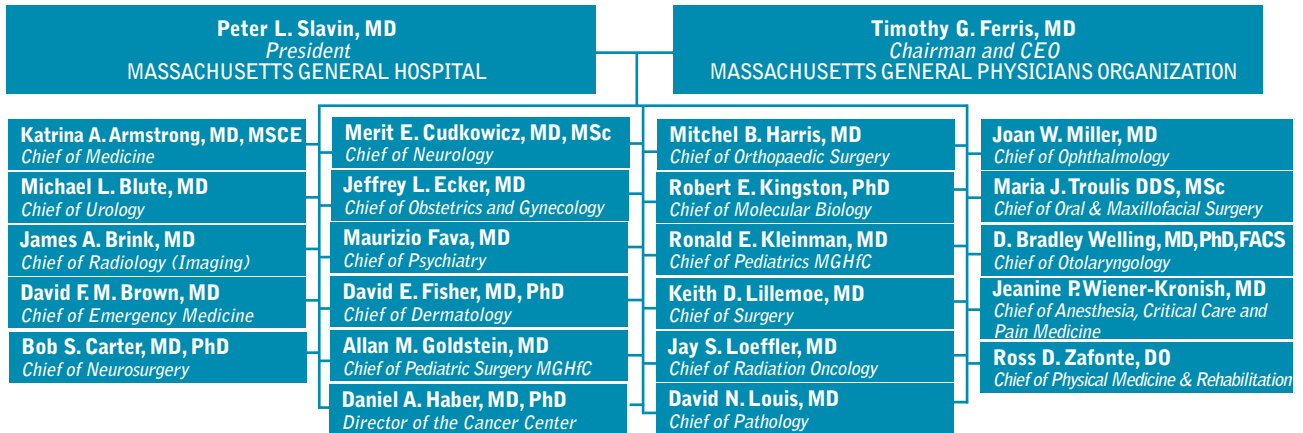 Peter L. Slavin, MD
President
MASSACHUSETTS GENERAL HOSPITAL
Timothy G. Ferris, MD
Chairman and CEO
MASSACHUSETTS GENERAL PHYSICIANS ORGANIZATION
Katrina A. Armstrong, MD, MSCE
Chief of Medicine
Michael L. Blute, MD
Chief of Urology
James A. Brink, MD
Chief of Radiology (Imaging)
David F. M. Brown, MD
Chief of Emergency Medicine
Bob S. Carter, MD, PhD
Chief of Neurosurgery
Merit E. Cudkowicz, MD, MSc
Chief of Neurology
Jeffrey L. Ecker, MD
Chief of Obstetrics and Gynecology
Maurizio Fava, MD
Chief of Psychiatry
David E. Fisher, MD, PhD
Chief of Dermatology
Allan M. Goldstein, MD
Chief of Pediatric Surgery MGHfC
Daniel A. Haber, MD, PhD
Director of the Cancer Center
Mitchel B. Harris, MD
Chief of Orthopaedic Surgery
Robert E. Kingston, PhD
Chief of Molecular Biology
Ronald E. Kleinman, MD
Chief of Pediatrics MGHfC
Keith D. Lillemoe, MD
Chief of Surgery
Jay S. Loeffler, MD
Chief of Radiation Oncology
David N. Louis, MD
Chief of Pathology
Joan W. Miller, MD
Chief of Ophthalmology
Maria J. Troulis DDS, MSc
Chief of Oral & Maxillofacial Surgery
D. Bradley Welling, MD, PhD, FACS
Chief of Otolaryngology
Jeanine P. Wiener-Kronish, MD
Chief of Anesthesia, Critical Care and
Pain Medicine
Ross D. Zafonte, DO
Chief of Physical Medicine & Rehabilitation